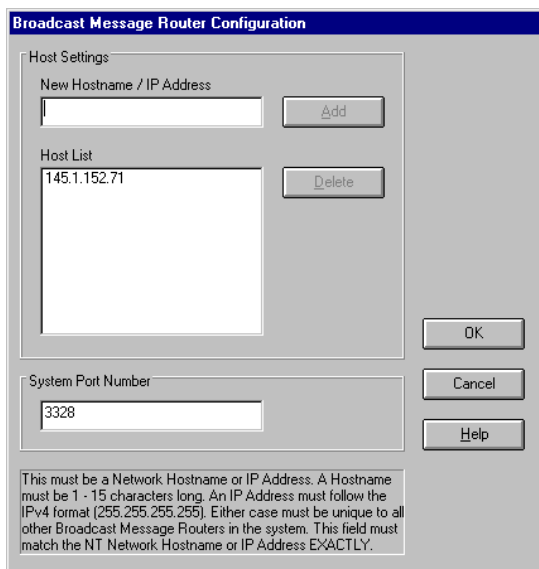 Broadcast Message Router Configuration
Host Settings
New Hostname / IP Address
Add
Host List
145.1.152.71
Delete
OK
System Port Number
Cancel
3328
Help
This must be a Network Hostname or IP Address. A Hostname
must be 1 - 15 characters long. An IP Address must follow the
IPv4 format (255.255.255.255). Either case must be unique to all
other Broadcast Message Routers in the system. This field must
match the NT Network Hostname or IP Address EXACTLY.